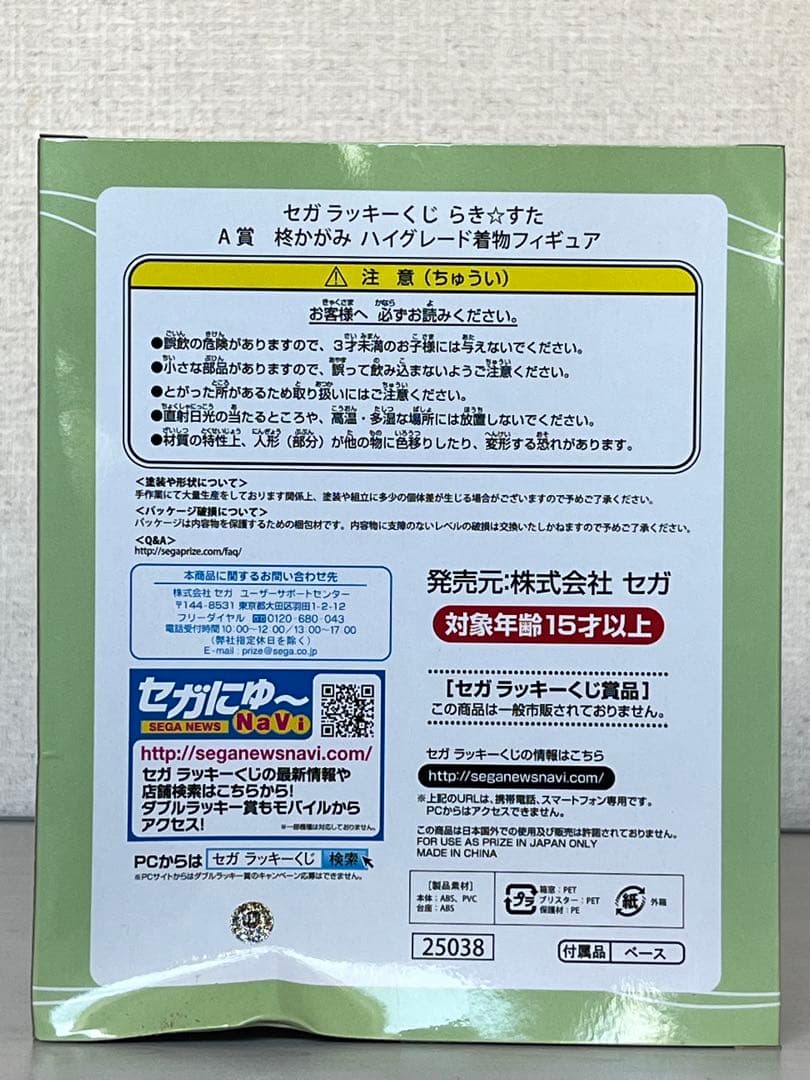 セガ ラッキーくじ らき☆すた
A賞 柊かがみ ハイグレード着物フィギュア
⚠ 注意(ちゅうい)
お客様へ 必ずお読みください。
●誤飲の危険がありますので、3才未満のお子様には与えないでください。
●小さな部品がありますので、誤って飲み込まないようご注意ください。
●とがった所があるため取り扱いにはご注意ください。
●直射日光の当たるところや、高温・多湿な場所には放置しないでください。
●材質の特性上、人形(部分)が他の物に色移りしたり、変形する恐れがあります。
<塗装や形状について>
手作業にて大量生産をしております関係上、塗装や組立に多少の個体差が生じる場合がございますので予めご了承ください。
<パッケージ破損について>
パッケージは内容物を保護するための梱包材です。内容物に支障のないレベルの破損は交換いたしかねますので予めご了承ください。
<Q&A>
http://segaprize.com/faq/
本商品に関するお問い合わせ先
株式会社 セガ ユーザーサポートセンター
〒144-8531 東京都大田区羽田1-2-12
フリーダイヤル 0120-680-043
電話受付時間 10:00~12:00/13:00~17:00
(弊社指定休日を除く)
E-mail : prize@sega.co.jp
発売元:株式会社 セガ
対象年齢15才以上
[セガ ラッキーくじ賞品]
この商品は一般市販されておりません。
セガにゅ~
SEGA NEWS NaVi
http://seganewsnavi.com/
セガ ラッキーくじの最新情報や
店舗検索はこちらから!
ダブルラッキー賞もモバイルから
アクセス!
※一部機種は対応しておりません。
PCからは セガ ラッキーくじ 検索
※PCサイトからはダブルラッキー賞のキャンペーン応募はできません。
セガ ラッキーくじの情報はこちら
http://seganewsnavi.com/
※上記のURLは、携帯電話、スマートフォン専用です。
PCからはアクセスできません。
この商品は日本国外での使用及び販売は許諾されておりません。
FOR USE AS PRIZE IN JAPAN ONLY
MADE IN CHINA
[製品素材]
本体:ABS、PVC
台座:ABS
プラ
箱窓:PET
ブリスター:PET
保護材:PE
紙 外箱
25038
付属品 ベース